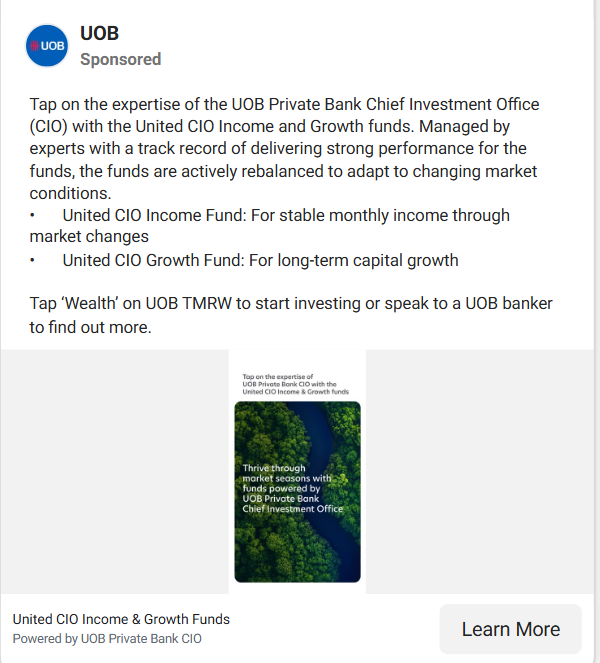 UOB
UOB
Sponsored
Tap on the expertise of the UOB Private Bank Chief Investment Office
(CIO) with the United CIO Income and Growth funds. Managed by
experts with a track record of delivering strong performance for the
funds, the funds are actively rebalanced to adapt to changing market
conditions.
• United CIO Income Fund: For stable monthly income through
market changes
• United CIO Growth Fund: For long-term capital growth
Tap ‘Wealth’ on UOB TMRW to start investing or speak to a UOB banker
to find out more.
Tap on the expertise of
UOB Private Bank CIO with the
United CIO Income & Growth funds
Thrive through
market seasons with
funds powered by
UOB Private Bank
Chief Investment Office
United CIO Income & Growth Funds
Powered by UOB Private Bank CIO
Learn More